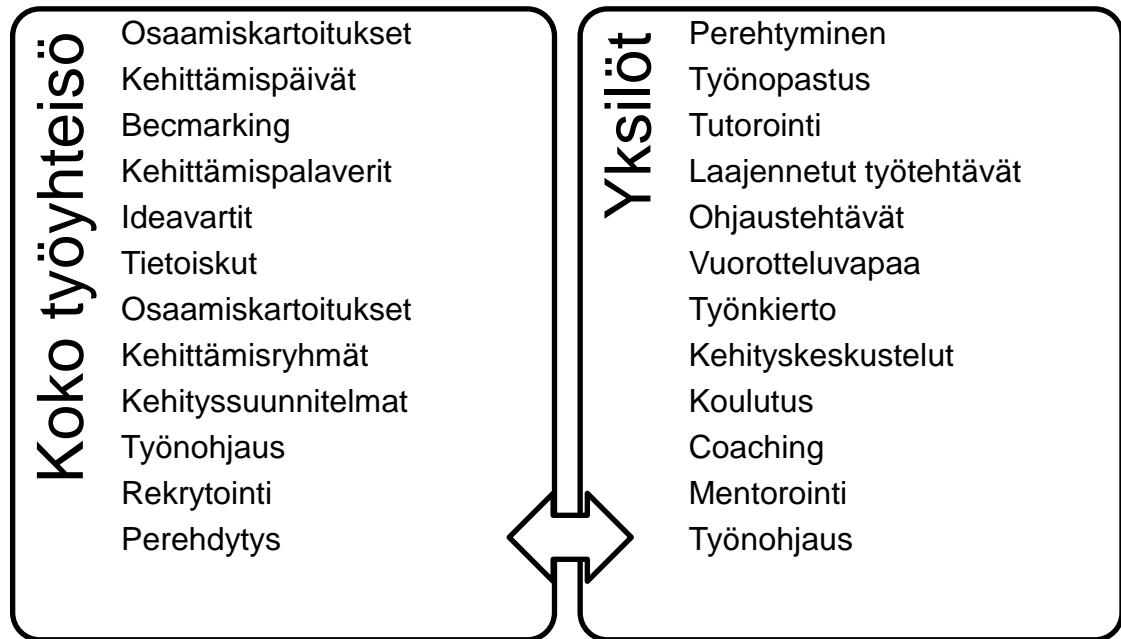 Koko työyhteisö
Osaamiskartoitukset
Kehittämispäivät
Becmarking
Kehittämispalaverit
Ideavartit
Tietoiskut
Osaamiskartoitukset
Kehittämisryhmät
Kehityssuunnitelmat
Työnohjaus
Rekrytointi
Perehdytys
Yksilöt
Perehtyminen
Työnopastus
Tutorointi
Laajennetut työtehtävät
Ohjaustehtävät
Vuorotteluvapaa
Työnkierto
Kehityskeskustelut
Koulutus
Coaching
Mentorointi
Työnohjaus